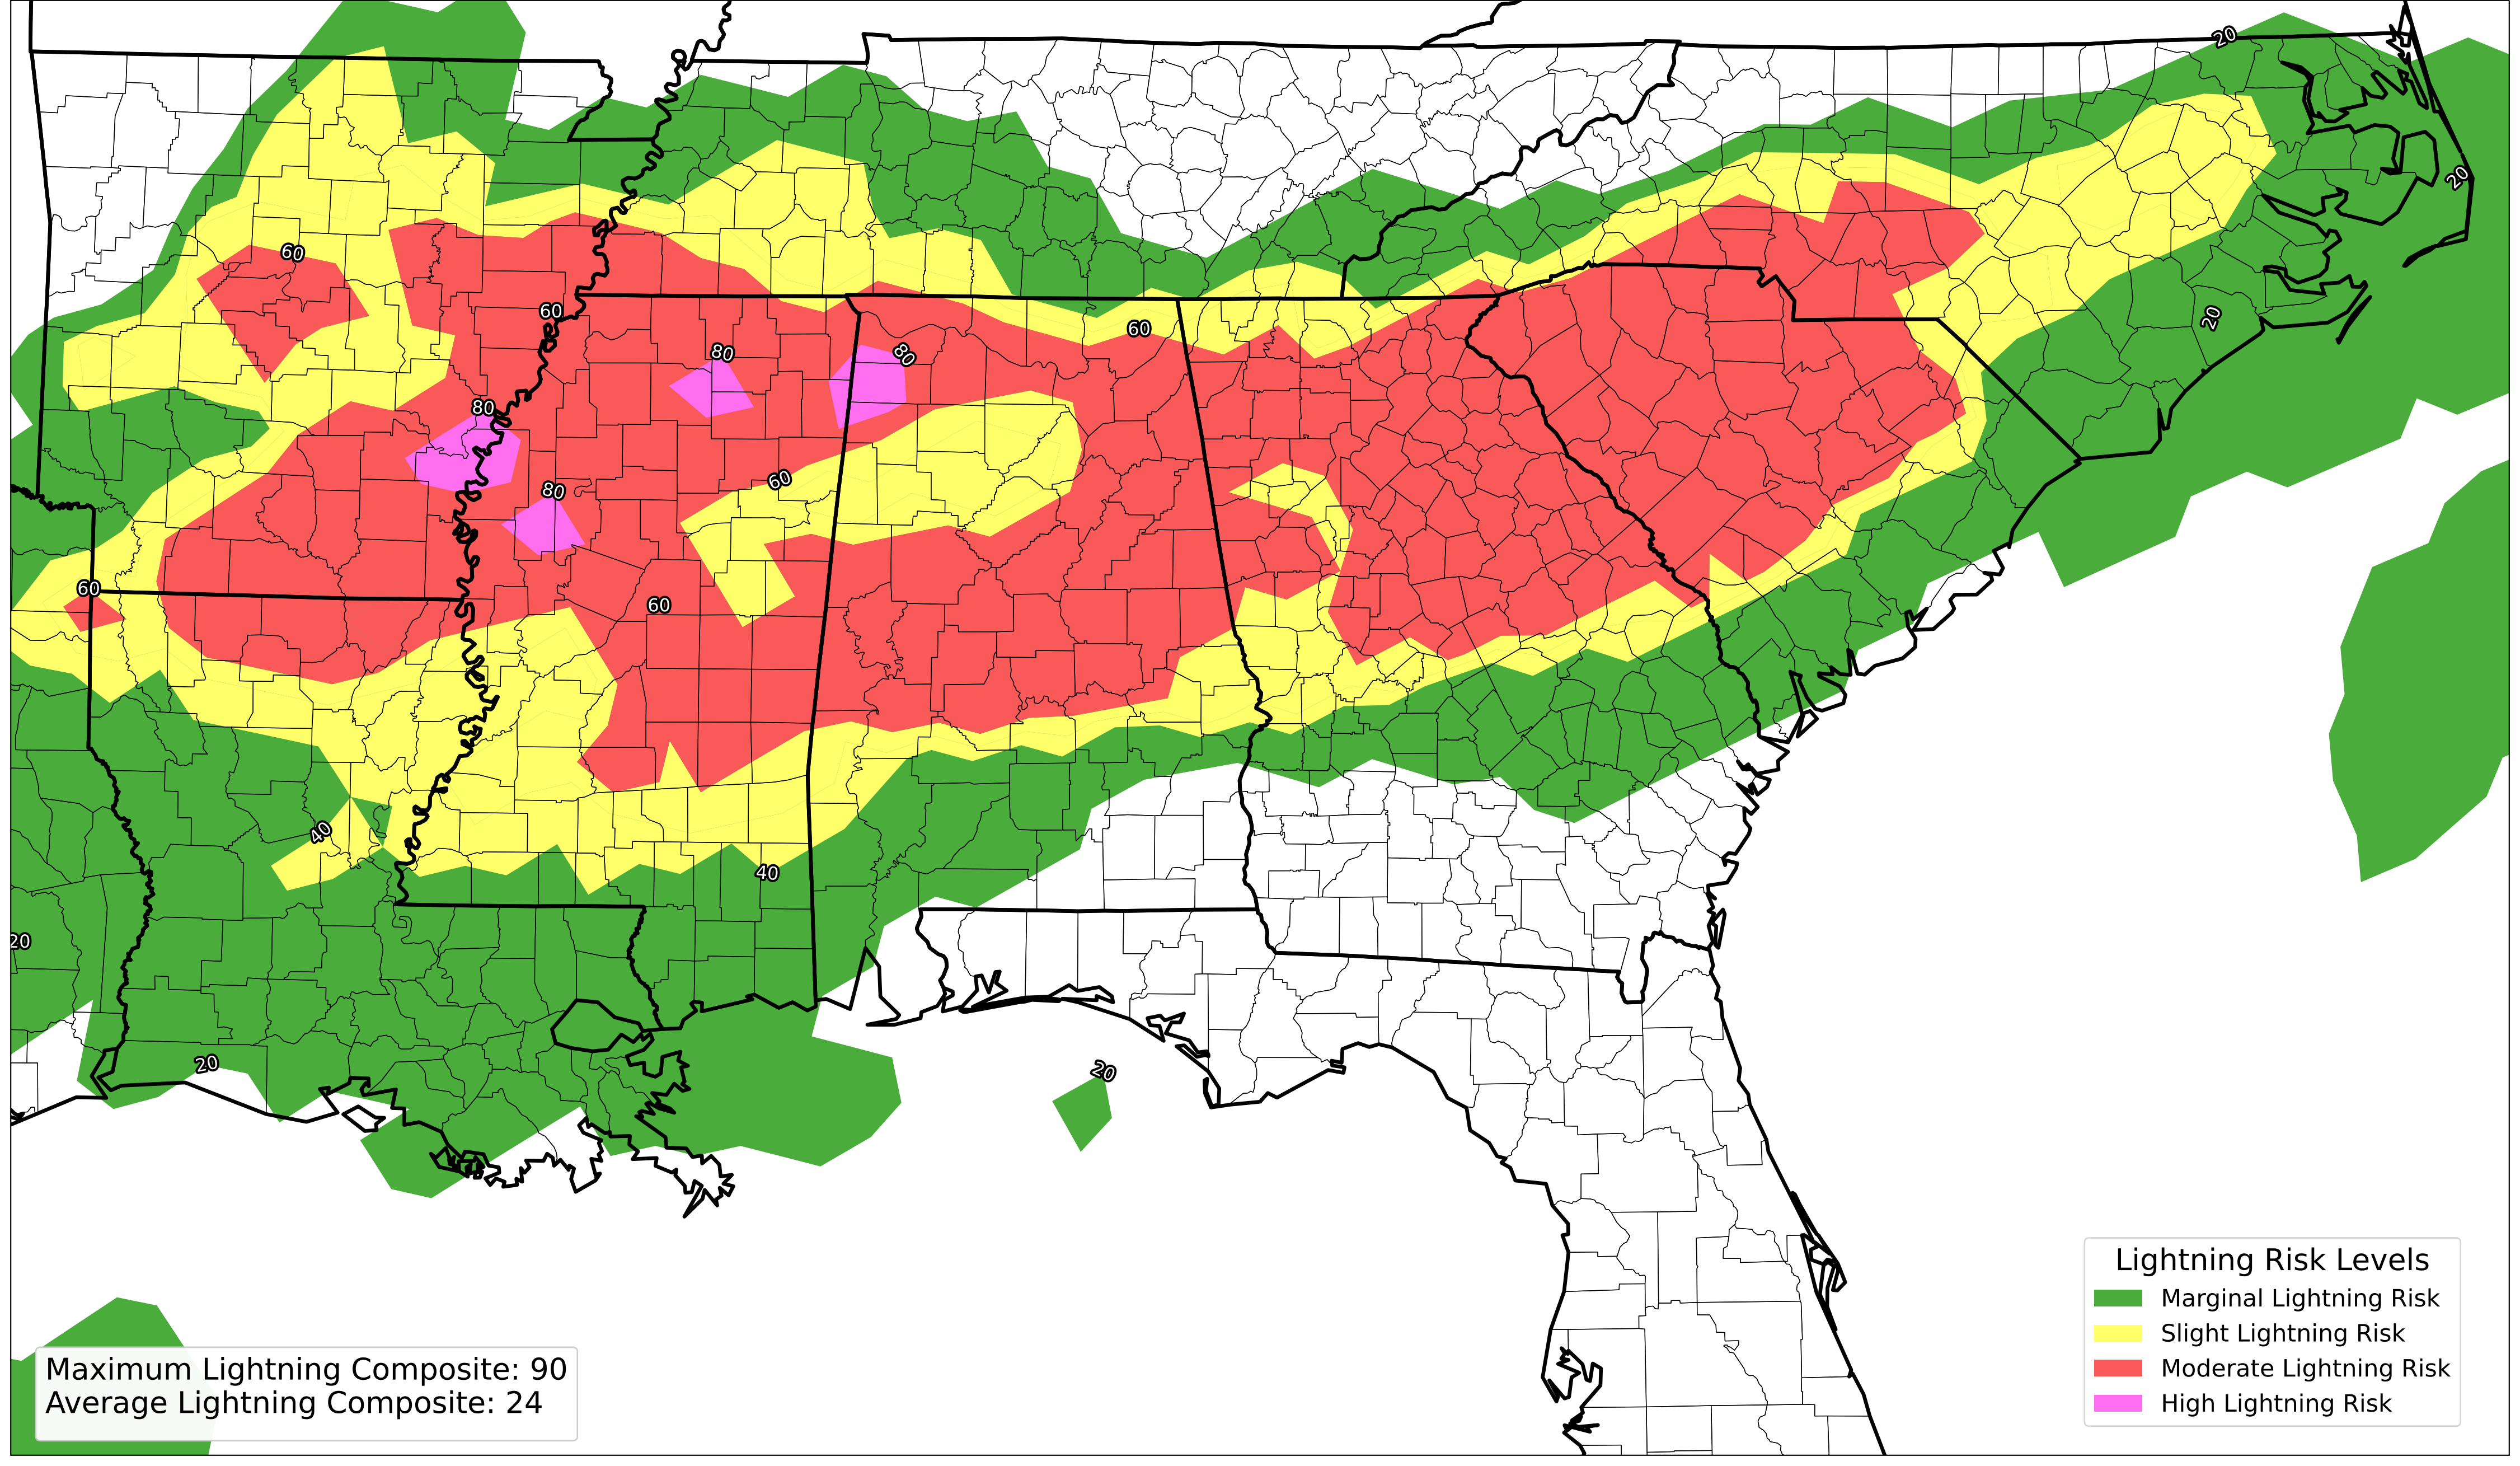 20
20
60
60
60
20
80
80
80
60
80
60
60
40
40
20
20
20
Lightning Risk Levels
Marginal Lightning Risk
Slight Lightning Risk
Moderate Lightning Risk
High Lightning Risk
Maximum Lightning Composite: 90
Average Lightning Composite: 24